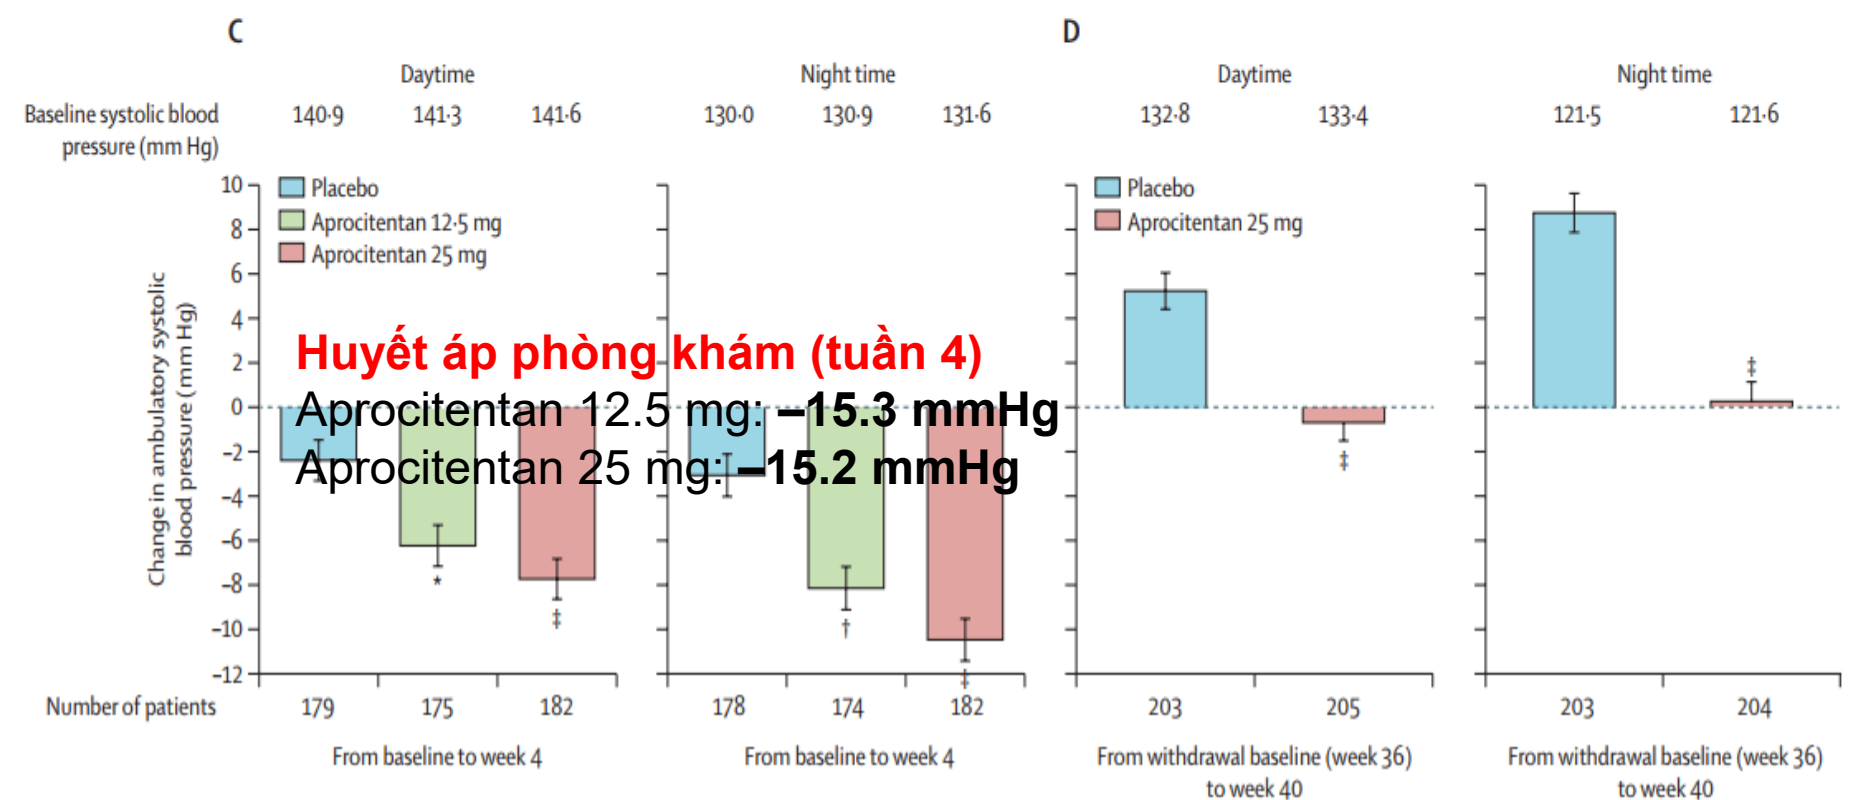 C
Daytime
Night time
Baseline systolic blood
pressure (mm Hg)
140·9 141·3 141·6
130·0 130·9 131·6
Placebo
Aprocitentan 12·5 mg
Aprocitentan 25 mg
Change in ambulatory systolic
blood pressure (mm Hg)
10
8
6
4
2
0
–2
–4
–6
–8
–10
–12
Huyết áp phòng khám (tuần 4)
Aprocitentan 12.5 mg: –15.3 mmHg
Aprocitentan 25 mg: –15.2 mmHg
*
‡
†
‡
Number of patients
179 175 182
178 174 182
From baseline to week 4
From baseline to week 4
D
Daytime
Night time
132·8 133·4
121·5 121·6
Placebo
Aprocitentan 25 mg
‡
‡
203 205
203 204
From withdrawal baseline (week 36)
to week 40
From withdrawal baseline (week 36)
to week 40